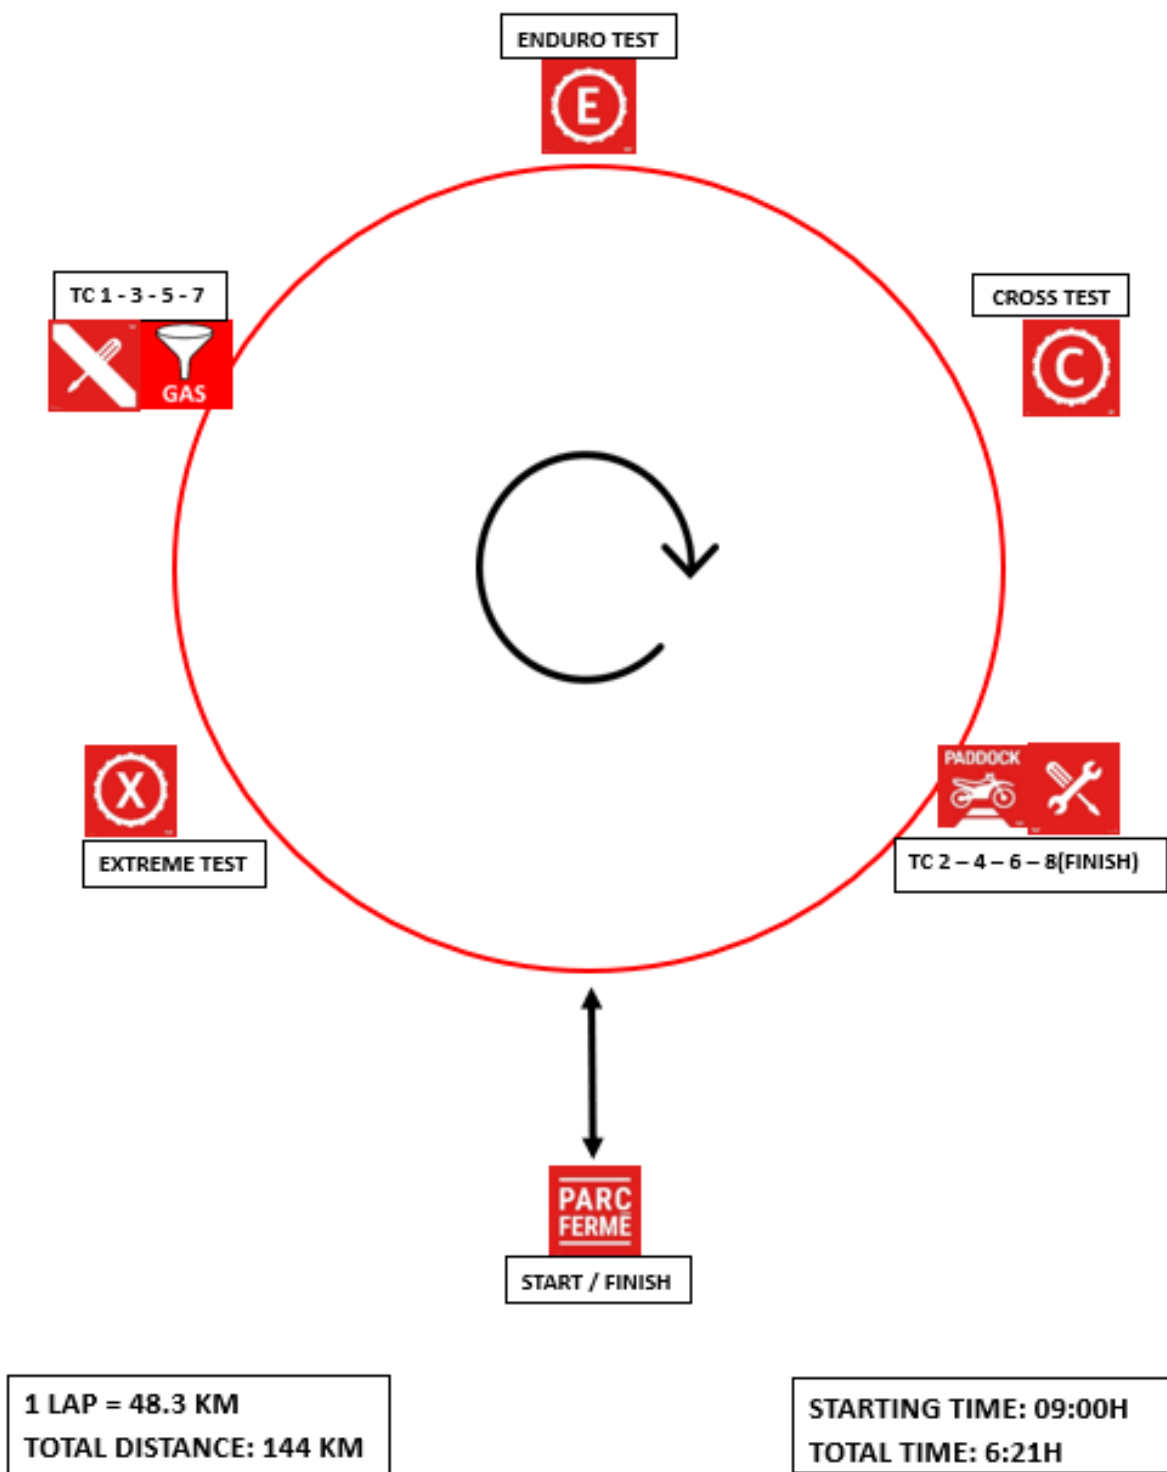 ENDURO TEST
E
TC 1 - 3 - 5 - 7
GAS
CROSS TEST
C
X
EXTREME TEST
PADDOCK
TC 2 – 4 – 6 – 8(FINISH)
PARC
FERMÉ
START / FINISH
1 LAP = 48.3 KM
TOTAL DISTANCE: 144 KM
STARTING TIME: 09:00H
TOTAL TIME: 6:21H